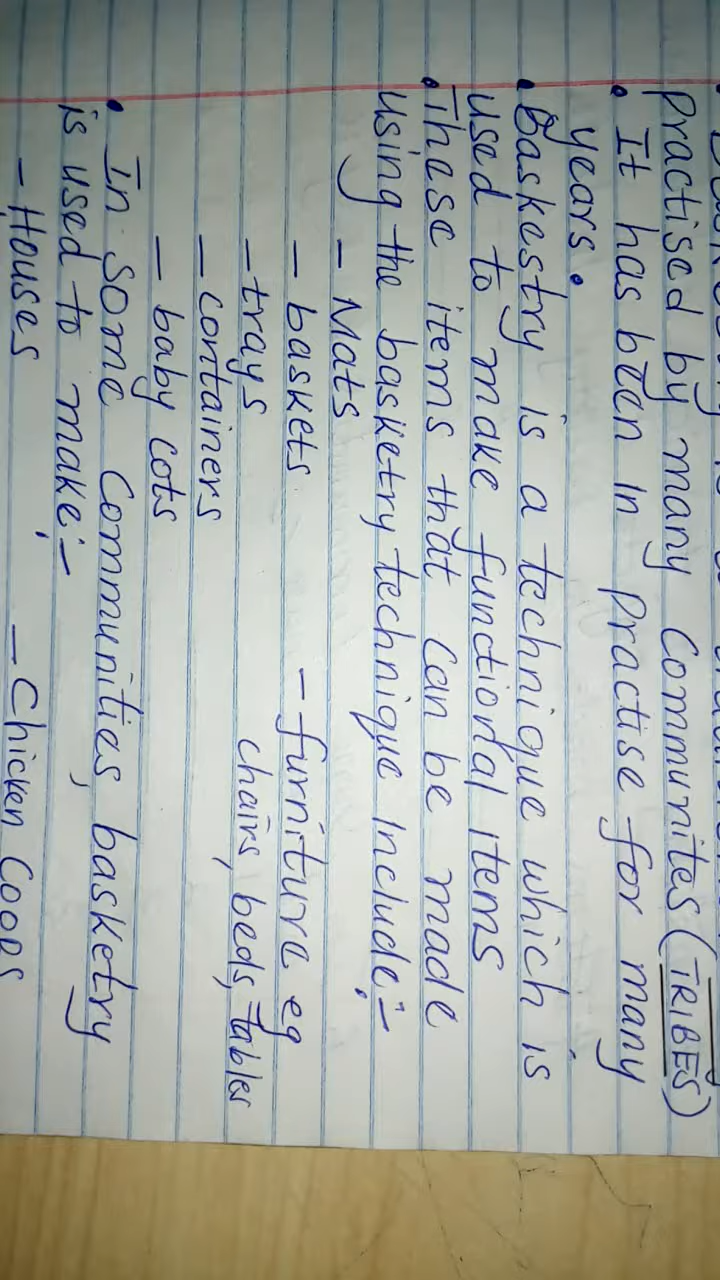 Practised by many Communites (TRIBES)
• It has been in Practise for many
years.
• Basketry is a technique which is
used to make functional items
• These items that can be made
using the basketry technique include:-
- Mats
- baskets - furniture eg
- trays chairs, beds, tables
- containers
- baby cots
• In some Communities, basketry
is used to make:-
- Houses - Chicken Coops